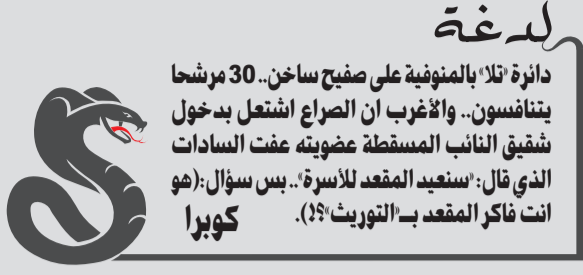 لدغة
دائرة «تلا» بالمنوفية على صفيح ساخن.. 30 مرشحا
يتنافسون.. والأغرب ان الصراع اشتعل بدخول
شقيق النائب المسقطة عضويته عفت السادات
الذي قال: «سنعيد المقعد للأسرة».. بس سؤال: (هو
انت فاكر المقعد بـ«التوريث»؟!).
كوبرا